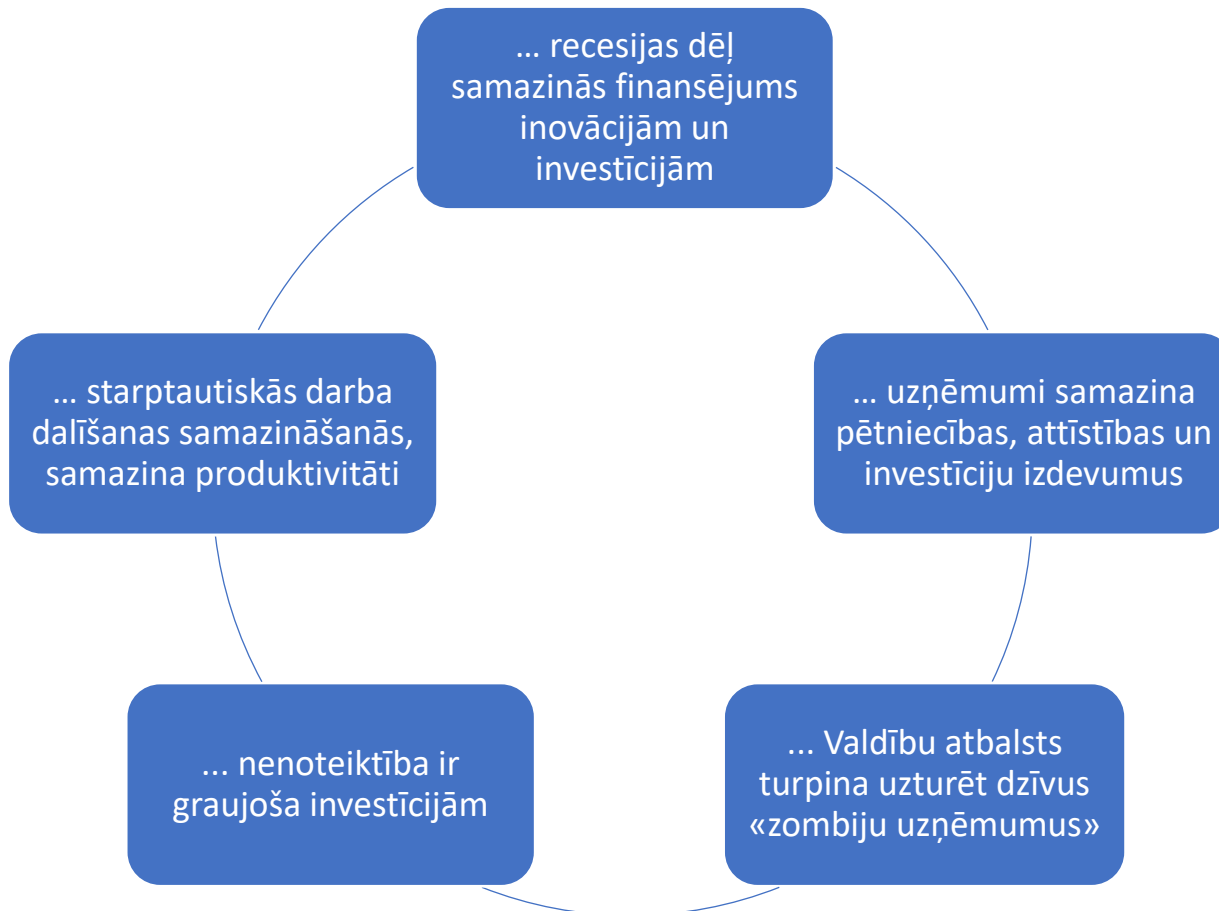 ... recesijas dēļ
samazinās finansējums
inovācijām un
investīcijām
... uzņēmumi samazina
pētniecības, attīstības un
investīciju izdevumus
... Valdību atbalsts
turpina uzturēt dzīvus
«zombiju uzņēmumus»
... nenoteiktība ir
graujoša investīcijām
... starptautiskās darba
dalīšanas samazināšanās,
samazina produktivitāti